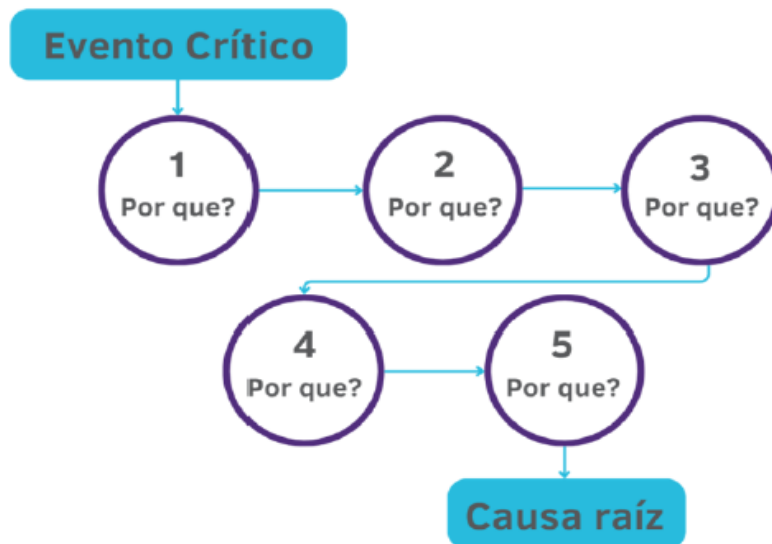 Evento Crítico
1
Por que?
2
Por que?
3
Por que?
4
Por que?
5
Por que?
Causa raíz